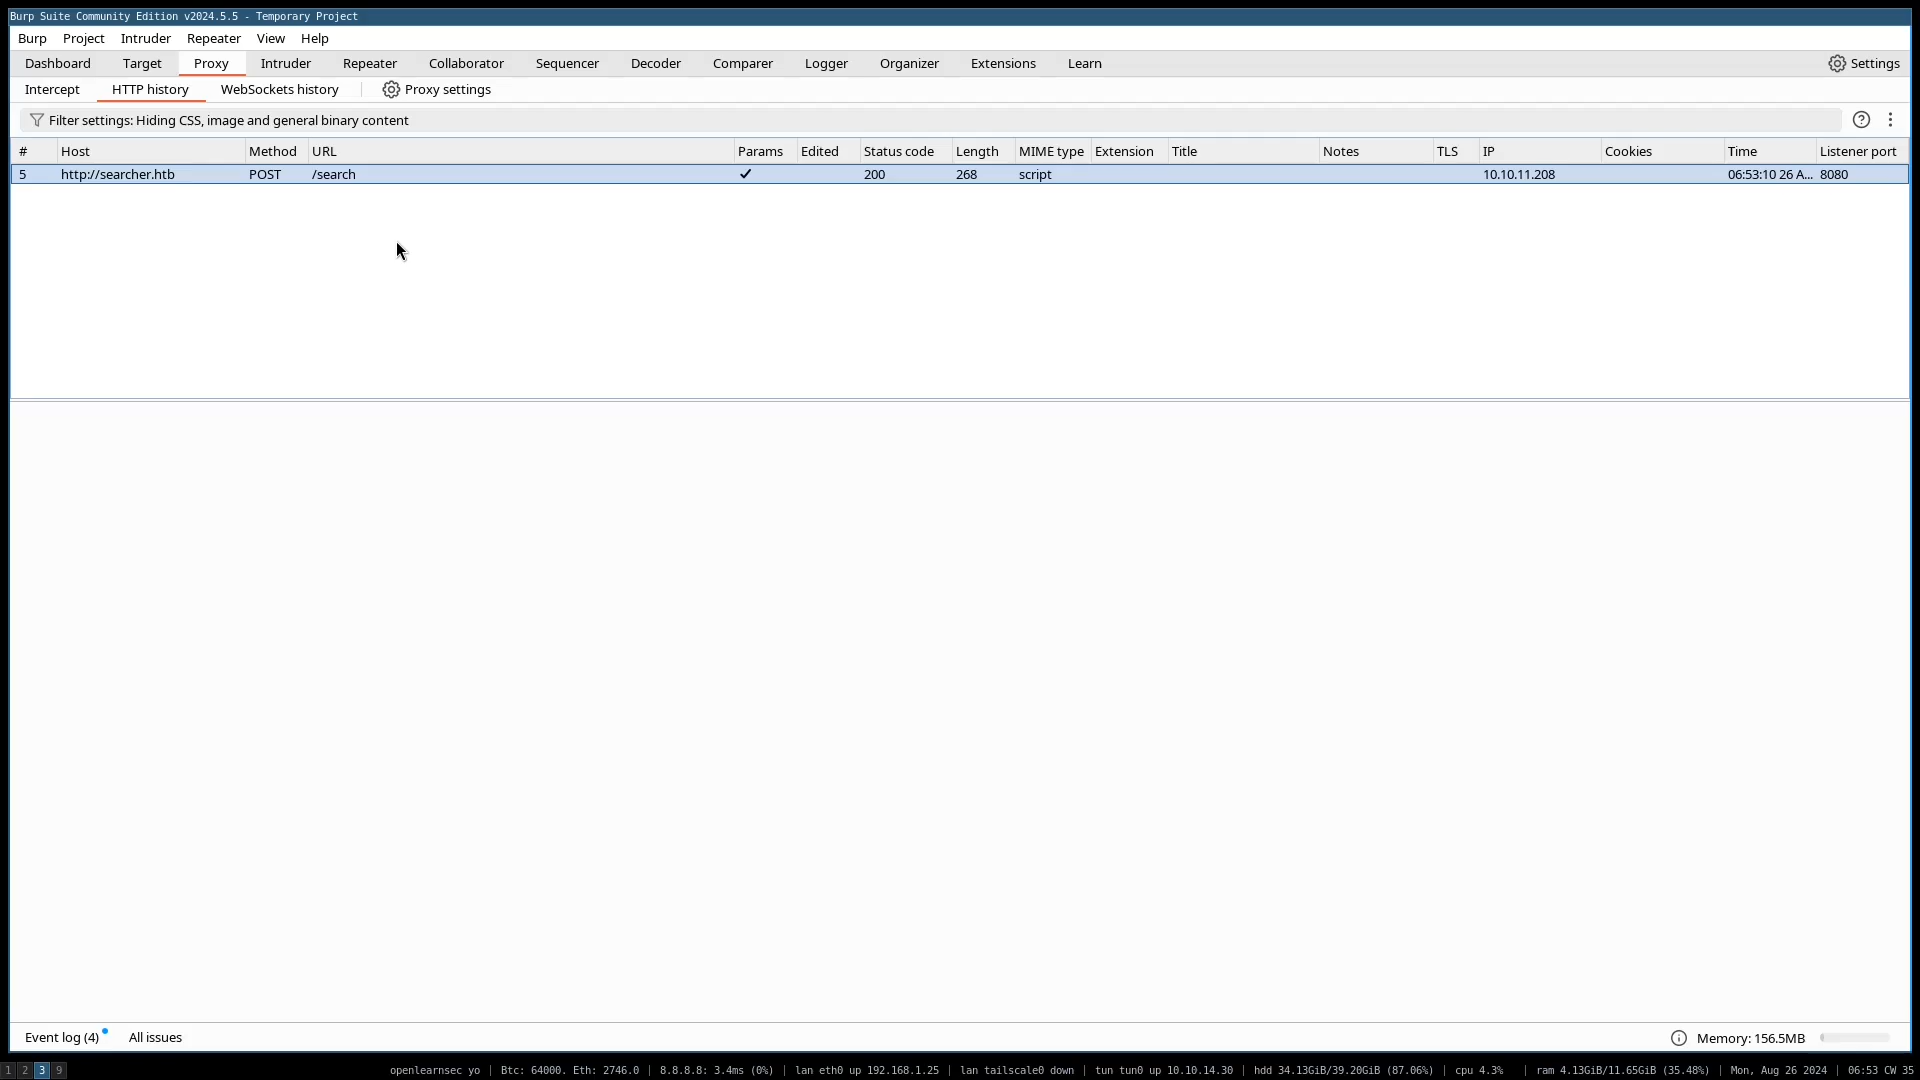 Burp Suite Community Edition v2024.5.5 - Temporary Project
Burp Project Intruder Repeater View Help
Dashboard Target Proxy Intruder Repeater Collaborator Sequencer Decoder Comparer Logger Organizer Extensions Learn Settings
Intercept HTTP history WebSockets history Proxy settings
Filter settings: Hiding CSS, image and general binary content
# Host Method URL Params Edited Status code Length MIME type Extension Title Notes TLS IP Cookies Time Listener port
5 http://searcher.htb POST /search ✓ 200 268 script 10.10.11.208 06:53:10 26 A... 8080
Event log (4) All issues Memory: 156.5MB
1 2 3 9 openlearnsec yo | Btc: 64000. Eth: 2746.0 | 8.8.8.8: 3.4ms (0%) | lan eth0 up 192.168.1.25 | lan tailscale0 down | tun tun0 up 10.10.14.30 | hdd 34.13GiB/39.20GiB (87.06%) | cpu 4.3% | ram 4.13GiB/11.65GiB (35.48%) | Mon, Aug 26 2024 | 06:53 CW 35